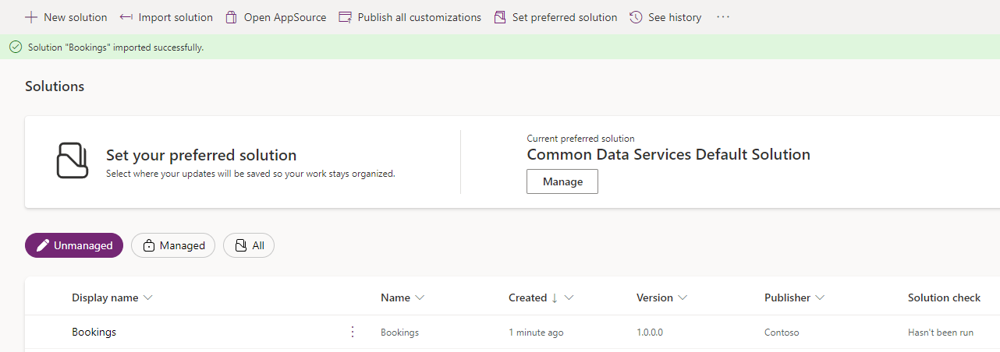 New solution Import solution Open AppSource Publish all customizations Set preferred solution See history ...
Solution "Bookings" imported successfully.
Solutions
Set your preferred solution
Select where your updates will be saved so your work stays organized.
Current preferred solution
Common Data Services Default Solution
Manage
Unmanaged Managed All
Display name Name Created Version Publisher Solution check
Bookings Bookings 1 minute ago 1.0.0.0 Contoso Hasn't been run